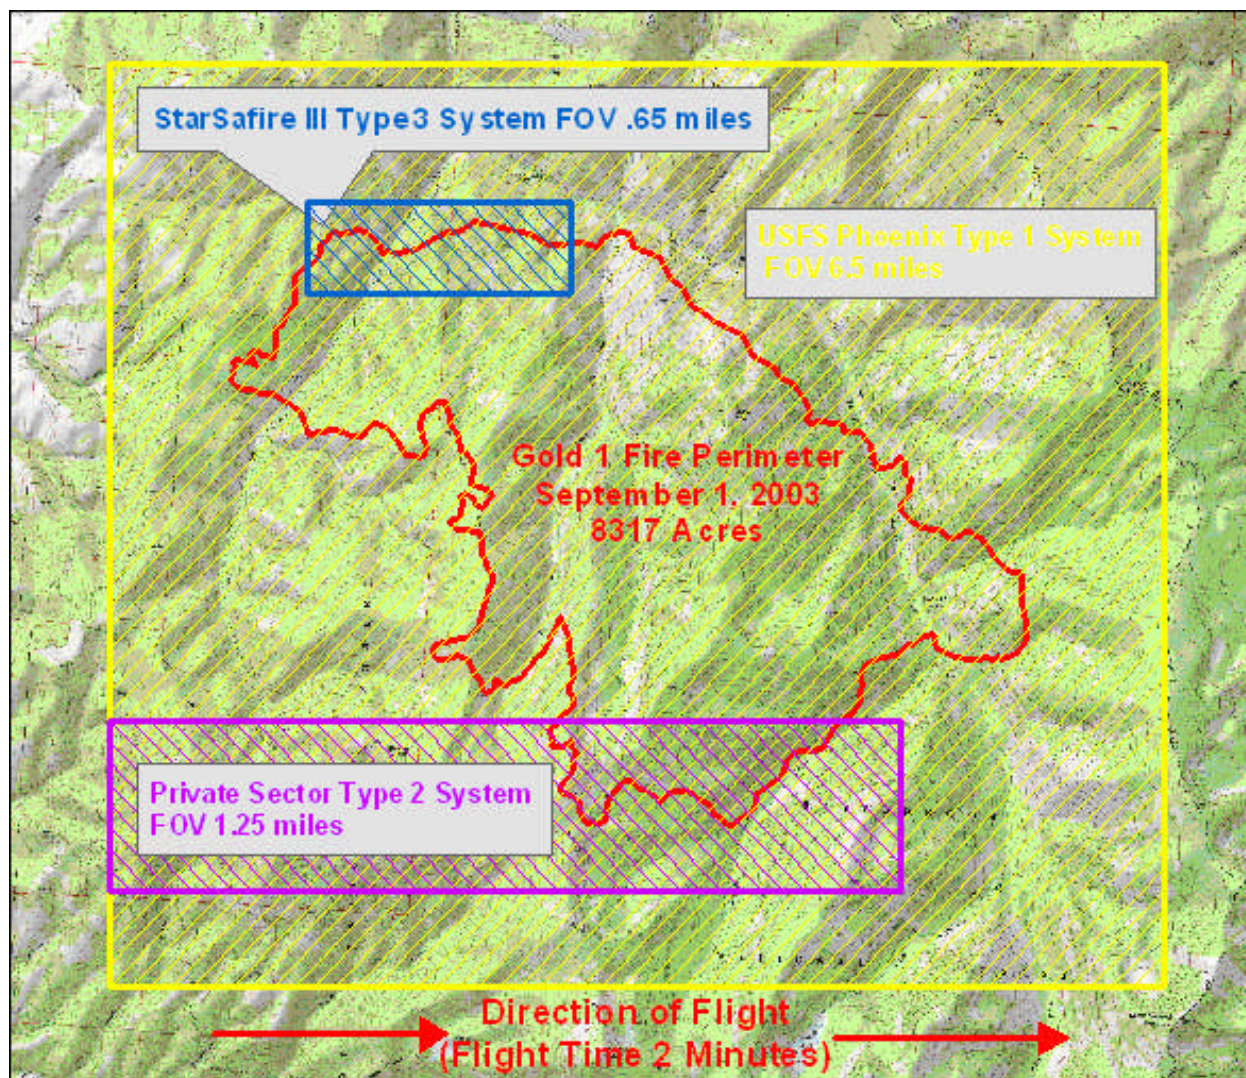 StarSafire III Type3 System FOV .65 miles
USFS Phoenix Type 1 System
FOV 6.5 miles
Gold 1 Fire Perimeter
September 1, 2003
8317 Acres
Private Sector Type 2 System
FOV 1.25 miles
Direction of Flight
(Flight Time 2 Minutes)